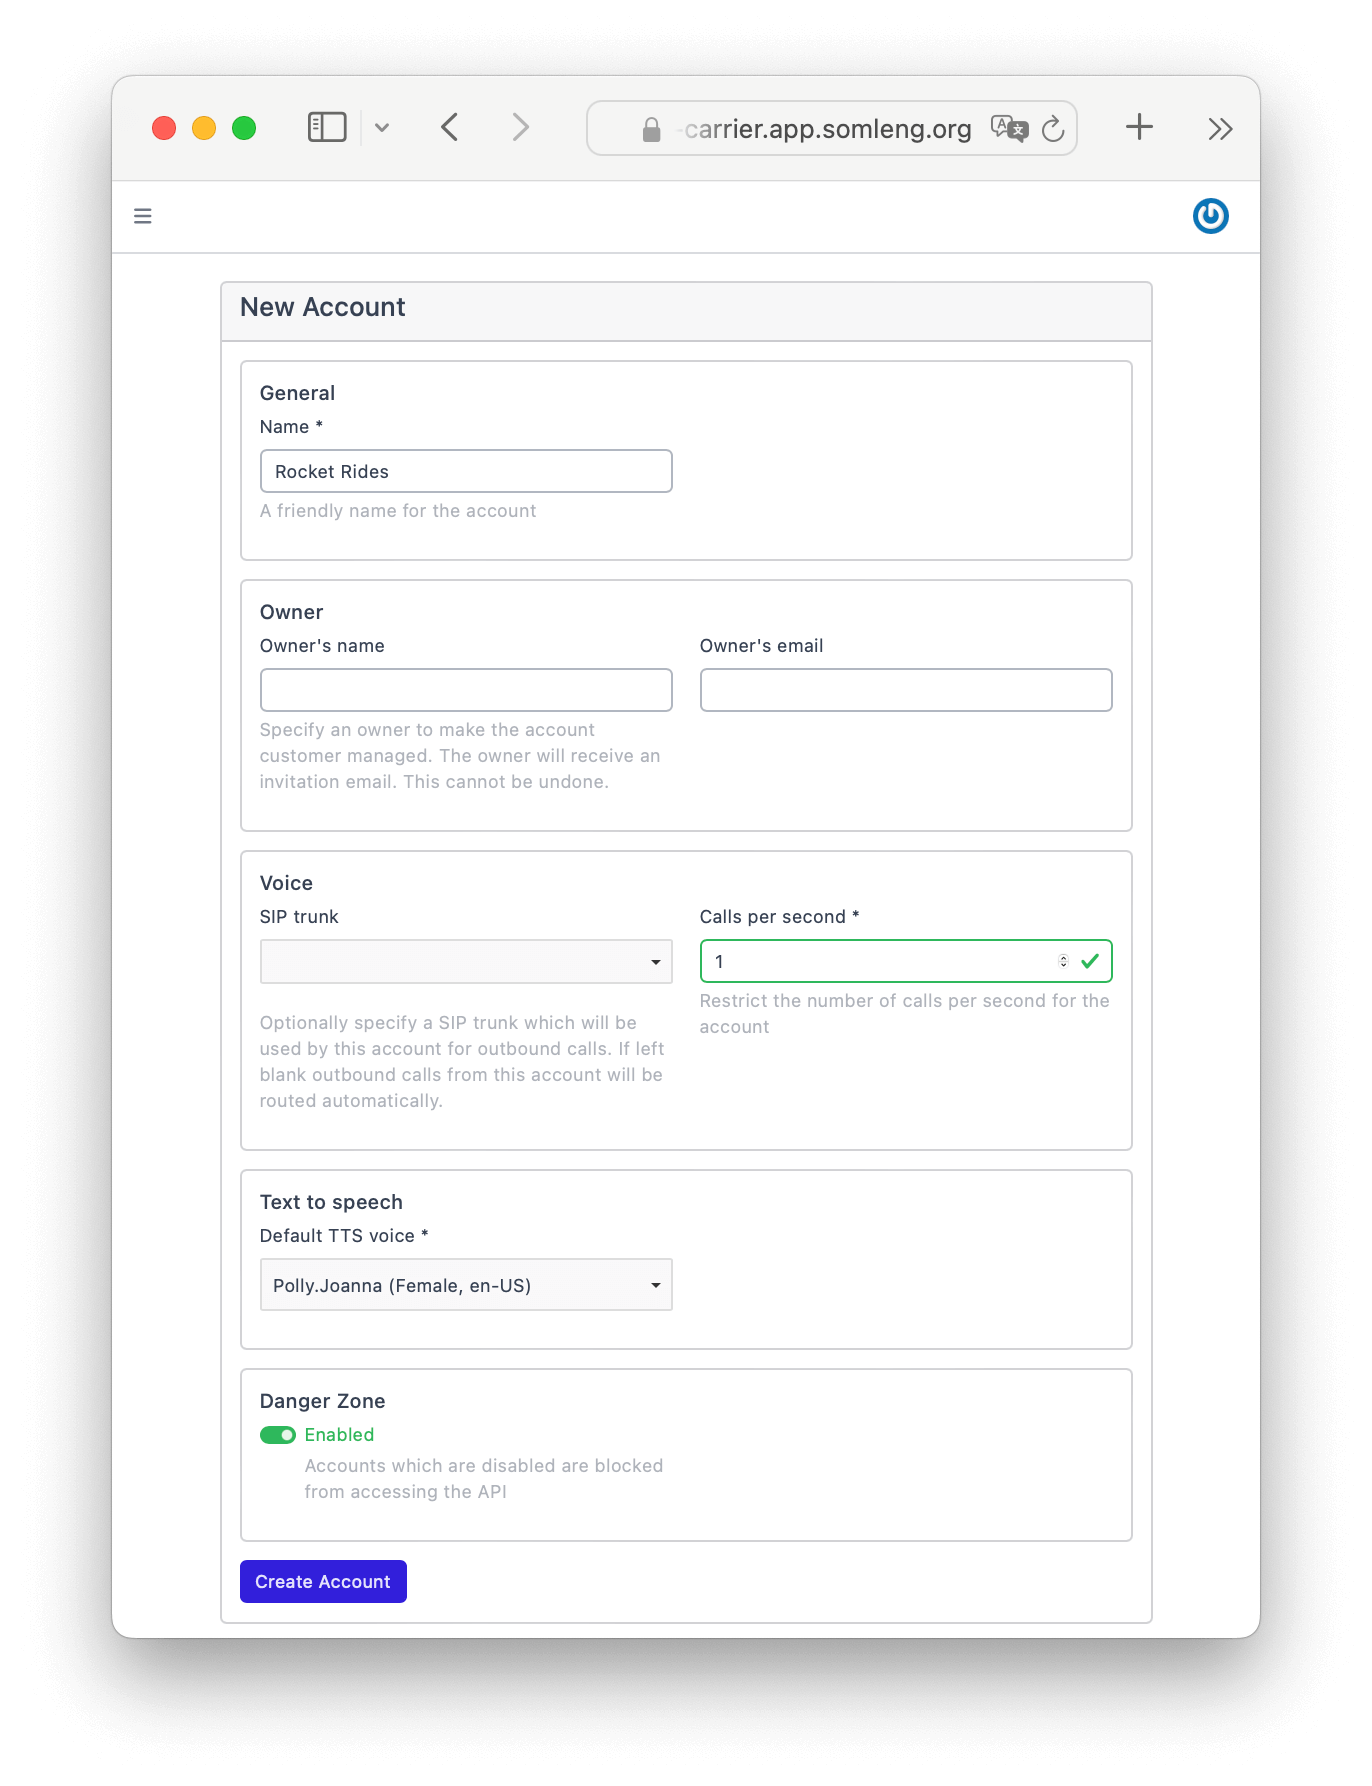 -carrier.app.somleng.org
New Account
General
Name *
Rocket Rides
A friendly name for the account
Owner
Owner's name
Owner's email
Specify an owner to make the account
customer managed. The owner will receive an
invitation email. This cannot be undone.
Voice
SIP trunk
Calls per second *
1
Optionally specify a SIP trunk which will be
used by this account for outbound calls. If left
blank outbound calls from this account will be
routed automatically.
Restrict the number of calls per second for the
account
Text to speech
Default TTS voice *
Polly.Joanna (Female, en-US)
Danger Zone
Enabled
Accounts which are disabled are blocked
from accessing the API
Create Account